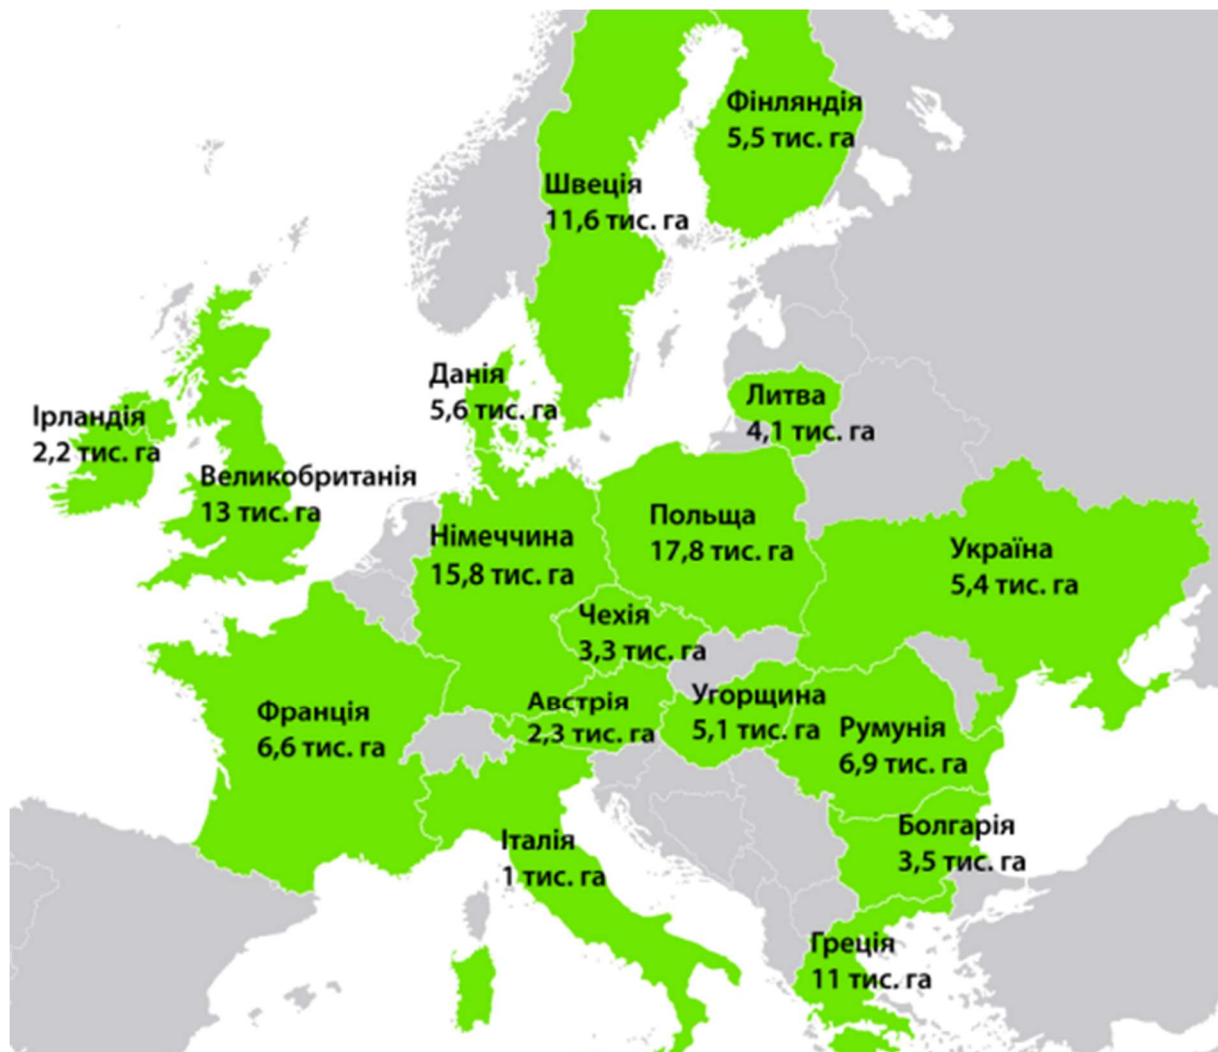 Фінляндія
5,5 тис. га
Швеція
11,6 тис. га
Данія
5,6 тис. га
Литва
4,1 тис. га
Ірландія
2,2 тис. га
Великобританія
13 тис. га
Німеччина
15,8 тис. га
Польща
17,8 тис. га
Україна
5,4 тис. га
Чехія
3,3 тис. га
Франція
6,6 тис. га
Австрія
2,3 тис. га
Угорщина
5,1 тис. га
Румунія
6,9 тис. га
Італія
1 тис. га
Болгарія
3,5 тис. га
Греція
11 тис. га